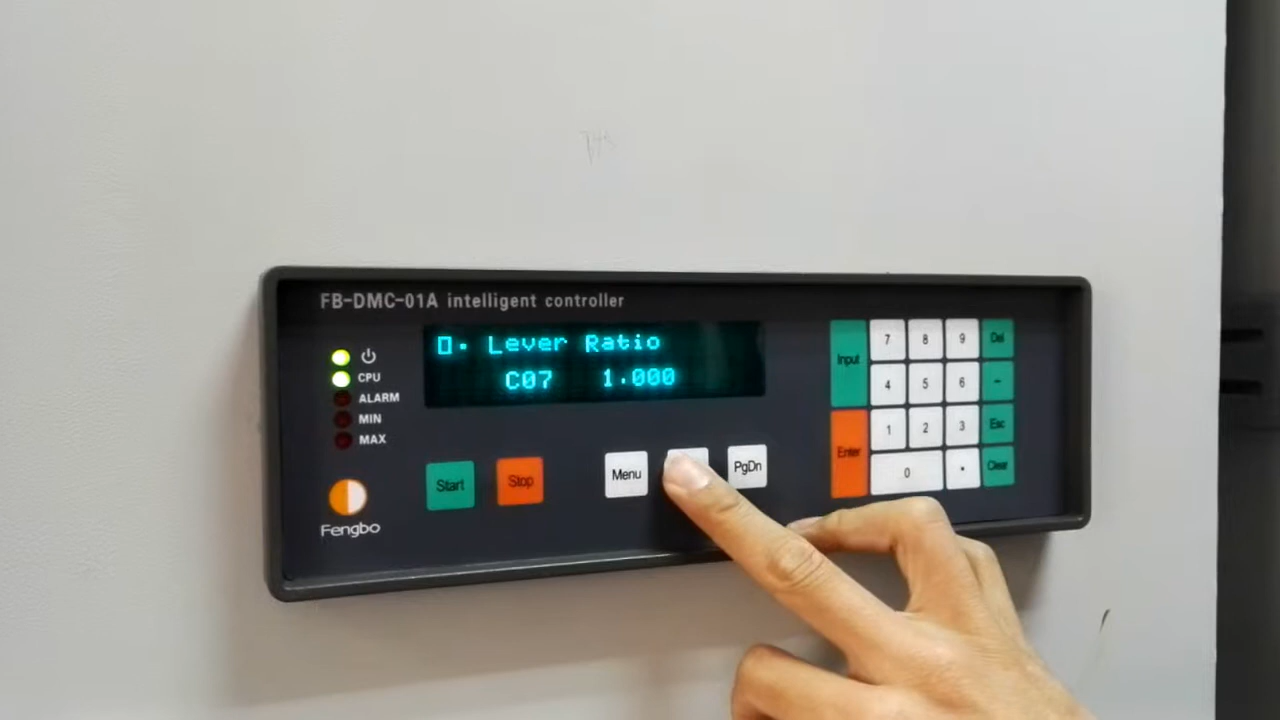 FB-DMC-01A intelligent controller
. Lever Ratio
C07 1.000
CPU
ALARM
MIN
MAX
Fengbo
Start
Stop
Menu
PgDn
Input
7 8 9 Del
4 5 6 -
Enter
1 2 3 Esc
0 . Clear